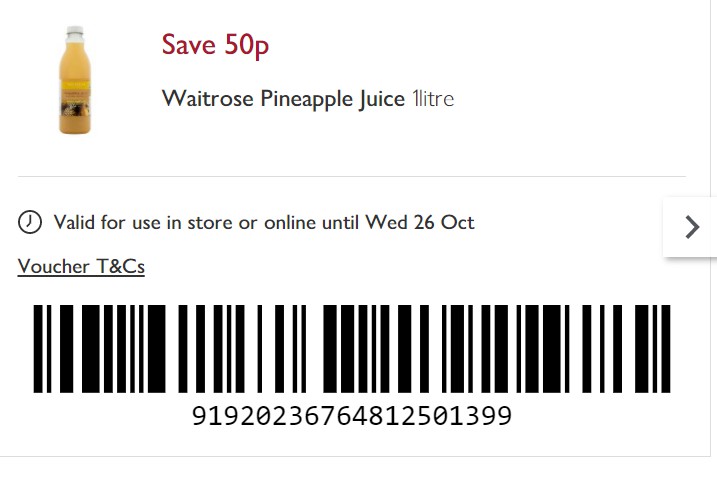 Save 50p
Waitrose Pineapple Juice 1litre
Valid for use in store or online until Wed 26 Oct
Voucher T&Cs
91920236764812501399